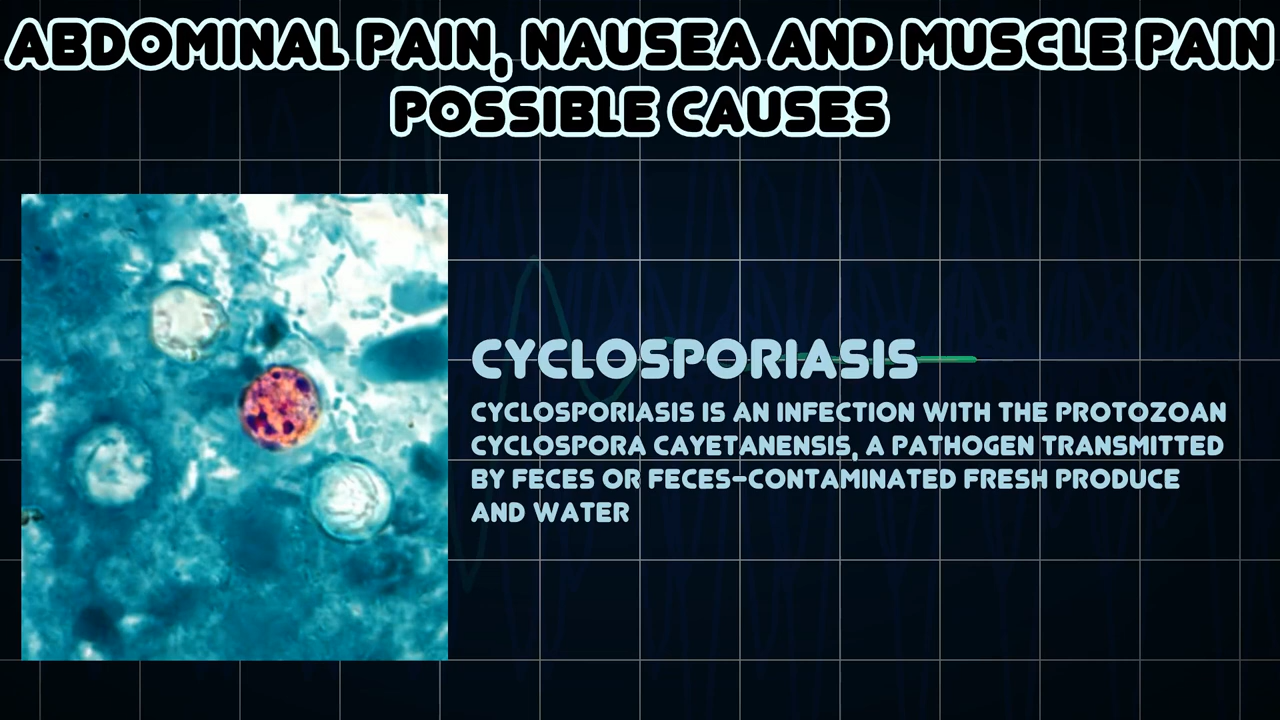 ABDOMINAL PAIN, NAUSEA AND MUSCLE PAIN
POSSIBLE CAUSES
CYCLOSPORIASIS
CYCLOSPORIASIS IS AN INFECTION WITH THE PROTOZOAN
CYCLOSPORA CAYETANENSIS, A PATHOGEN TRANSMITTED
BY FECES OR FECES-CONTAMINATED FRESH PRODUCE
AND WATER